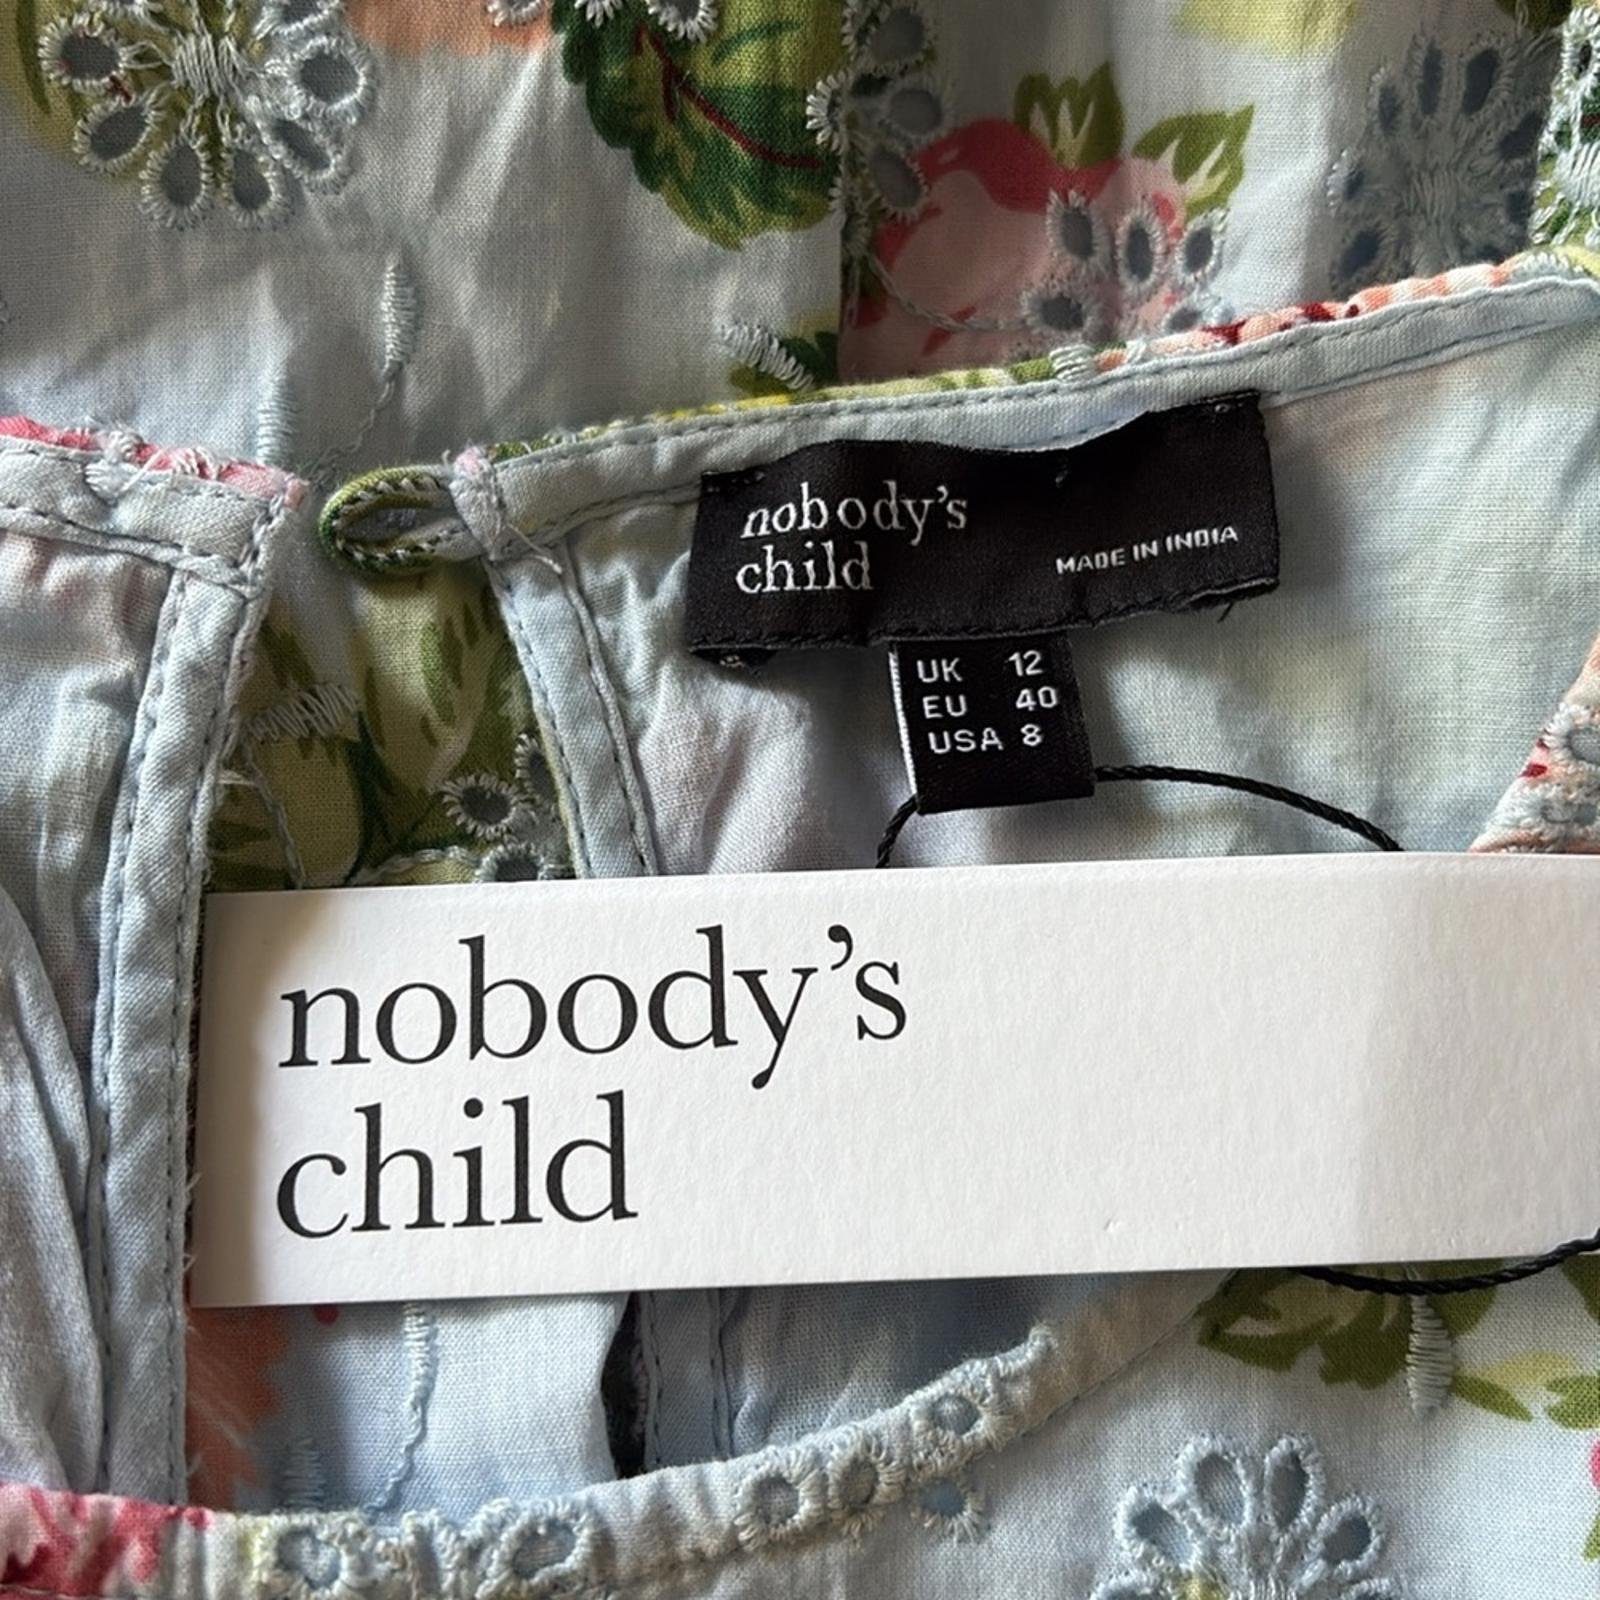 nobody's
child
MADE IN INDIA
UK 12
EU 40
USA 8
nobody's
child